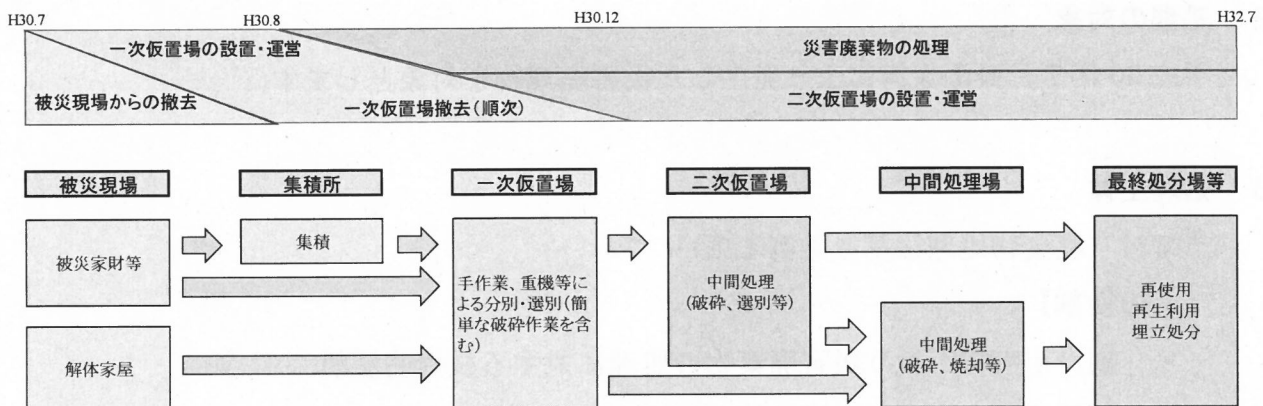 H30.7
H30.8
H30.12
H32.7
一次仮置場の設置・運営
災害廃棄物の処理
被災現場からの撤去
一次仮置場撤去(順次)
二次仮置場の設置・運営
被災現場
集積所
一次仮置場
二次仮置場
中間処理場
最終処分場等
被災家財等
集積
手作業、重機等に
よる分別・選別(簡
単な破砕作業を含
む)
中間処理
(破砕、選別等)
再使用
再生利用
埋立処分
解体家屋
中間処理
(破砕、焼却等)